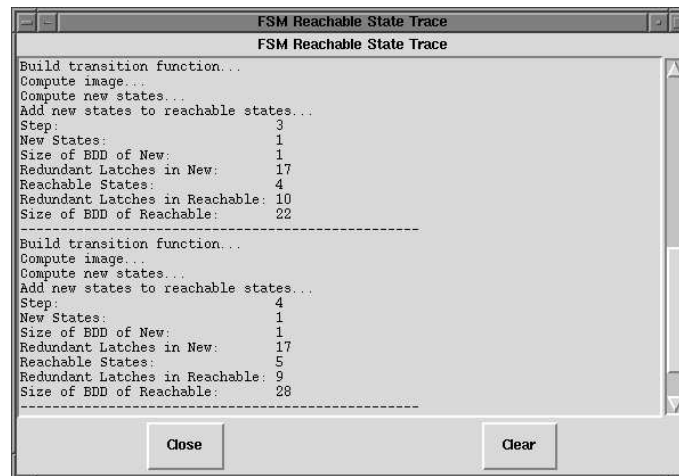 FSM Reachable State Trace
FSM Reachable State Trace
Build transition function...
Compute image...
Compute new states...
Add new states to reachable states...
Step: 3
New States: 1
Size of BDD of New: 1
Redundant Latches in New: 17
Reachable States: 4
Redundant Latches in Reachable: 10
Size of BDD of Reachable: 22
--------------------------------------------------
Build transition function...
Compute image...
Compute new states...
Add new states to reachable states...
Step: 4
New States: 1
Size of BDD of New: 1
Redundant Latches in New: 17
Reachable States: 5
Redundant Latches in Reachable: 9
Size of BDD of Reachable: 28
--------------------------------------------------
Close Clear